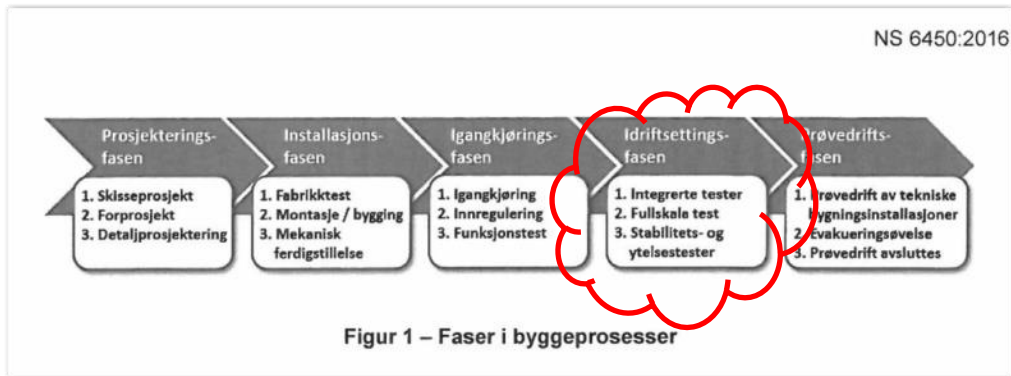 NS 6450:2016
Prosjekterings-
fasen
1. Skisseprosjekt
2. Forprosjekt
3. Detaljprosjektering
Installasjons-
fasen
1. Fabrikktest
2. Montasje / bygging
3. Mekanisk
ferdigstillelse
Igangkjørings-
fasen
1. Igangkjøring
2. Innregulering
3. Funksjonstest
Idriftsettings-
fasen
1. Integrerte tester
2. Fullskala test
3. Stabilitets- og
ytelsestester
Prøvedrifts-
fasen
1. Prøvedrift av tekniske
bygningsinstallasjoner
2. Evakueringsøvelse
3. Prøvedrift avsluttes
Figur 1 – Faser i byggeprosesser